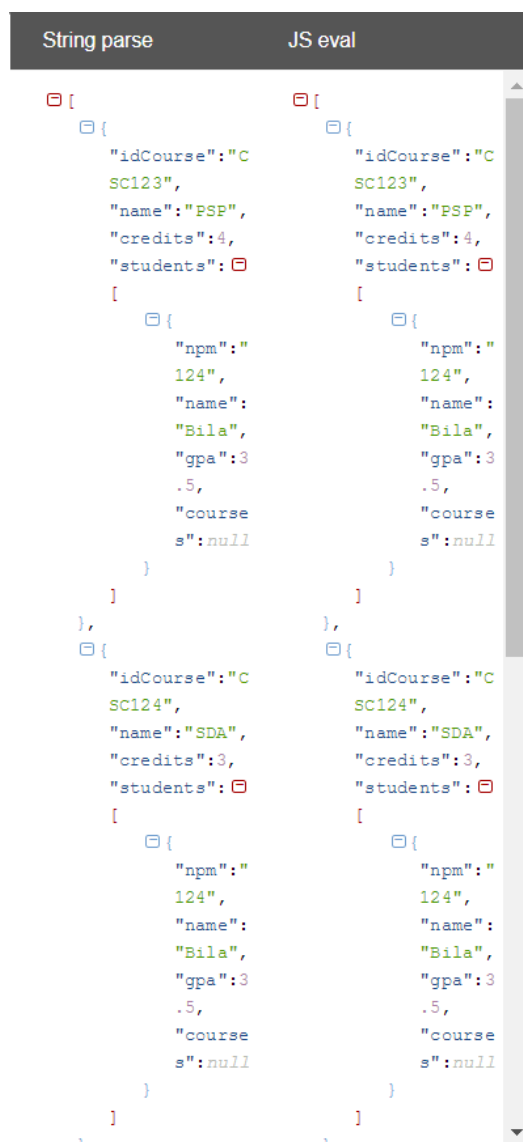 String parse
[
{
"idCourse":"C
SC123",
"name":"PSP",
"credits":4,
"students":
[
{
"npm":"
124",
"name":
"Bila",
"gpa":3
.5,
"course
s":null
}
]
},
{
"idCourse":"C
SC124",
"name":"SDA",
"credits":3,
"students":
[
{
"npm":"
124",
"name":
"Bila",
"gpa":3
.5,
"course
s":null
}
]
}
JS eval
[
{
"idCourse":"C
SC123",
"name":"PSP",
"credits":4,
"students":
[
{
"npm":"
124",
"name":
"Bila",
"gpa":3
.5,
"course
s":null
}
]
},
{
"idCourse":"C
SC124",
"name":"SDA",
"credits":3,
"students":
[
{
"npm":"
124",
"name":
"Bila",
"gpa":3
.5,
"course
s":null
}
]
}